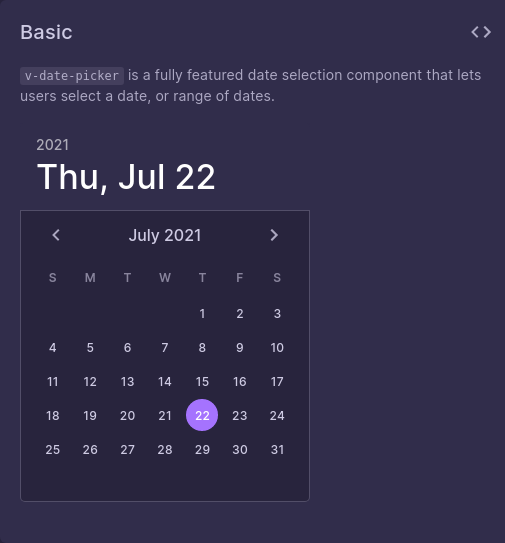 Basic
v-date-picker is a fully featured date selection component that lets
users select a date, or range of dates.
2021
Thu, Jul 22
July 2021
S M T W T F S
1 2 3
4 5 6 7 8 9 10
11 12 13 14 15 16 17
18 19 20 21 22 23 24
25 26 27 28 29 30 31